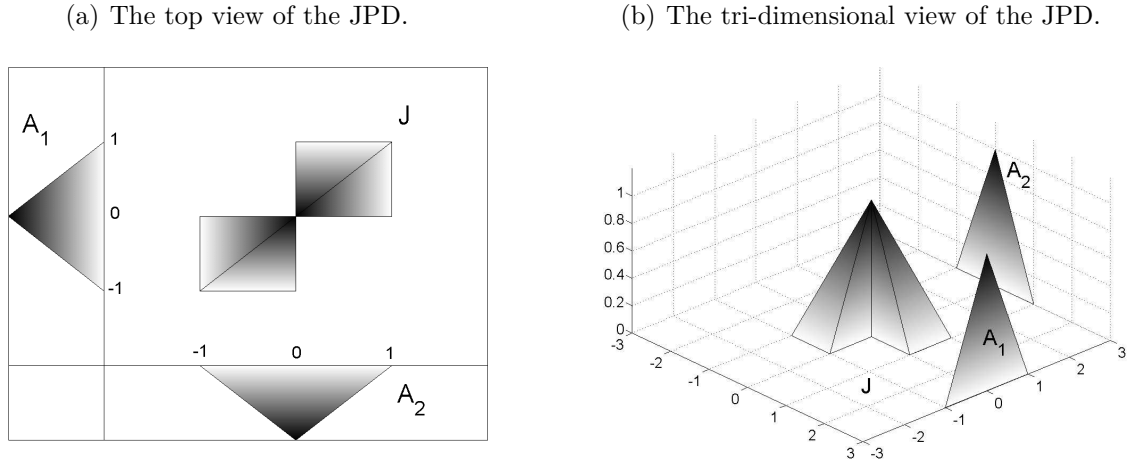 (a) The top view of the JPD.
(b) The tri-dimensional view of the JPD.
A1
J
1
0
-1
-1 0 1
A2
1
0.8
0.6
0.4
0.2
0
-3
-2
-1
0
1
2
3
-3
-2
-1
0
1
2
3
A2
A1
J